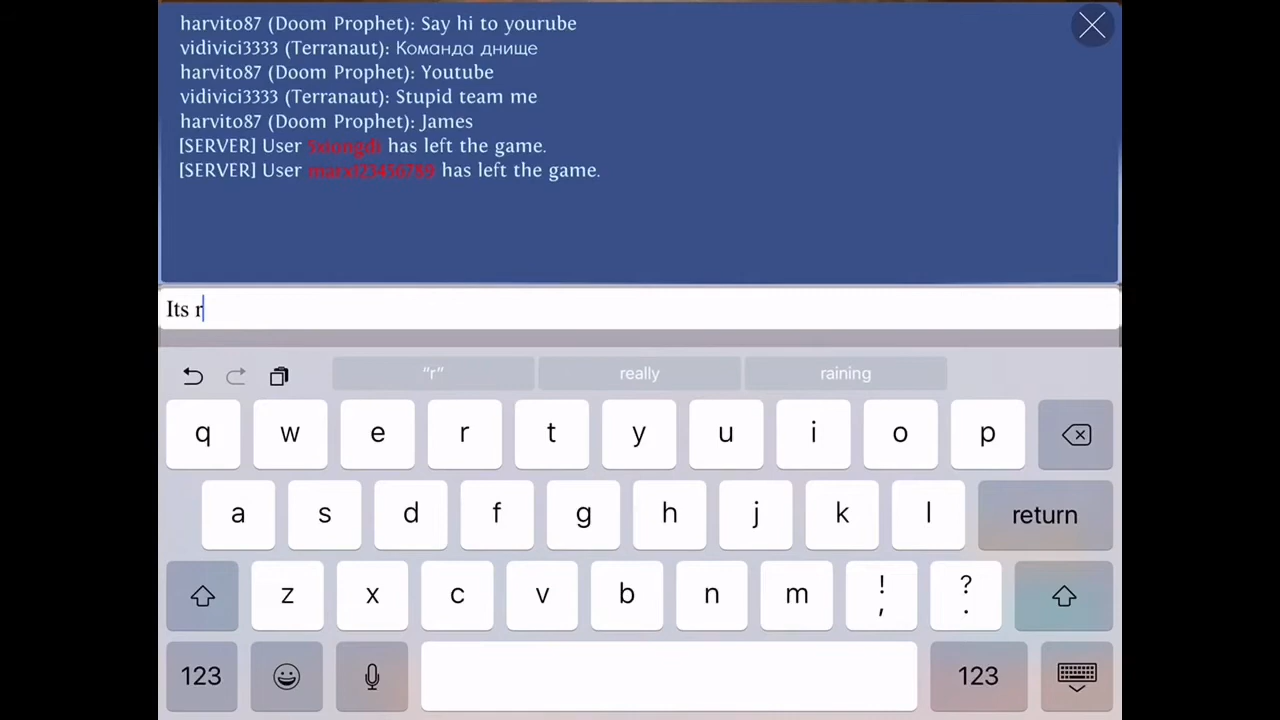 harvito87 (Doom Prophet): Say hi to yourube
vidivici3333 (Terranaut): Команда днище
harvito87 (Doom Prophet): Youtube
vidivici3333 (Terranaut): Stupid team me
harvito87 (Doom Prophet): James
[SERVER] User has left the game.
[SERVER] User marxt23456789 has left the game.
Its r
"r" really raining
q w e r t y u i o p
a s d f g h j k l return
z x c v b n m ! , ? .
123 123